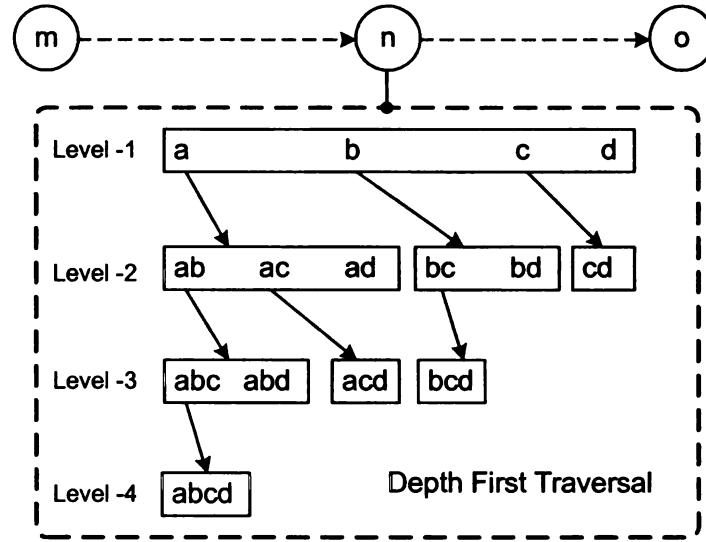 m n o
Level -1 a b c d
Level -2 ab ac ad bc bd cd
Level -3 abc abd acd bcd
Level -4 abcd
Depth First Traversal